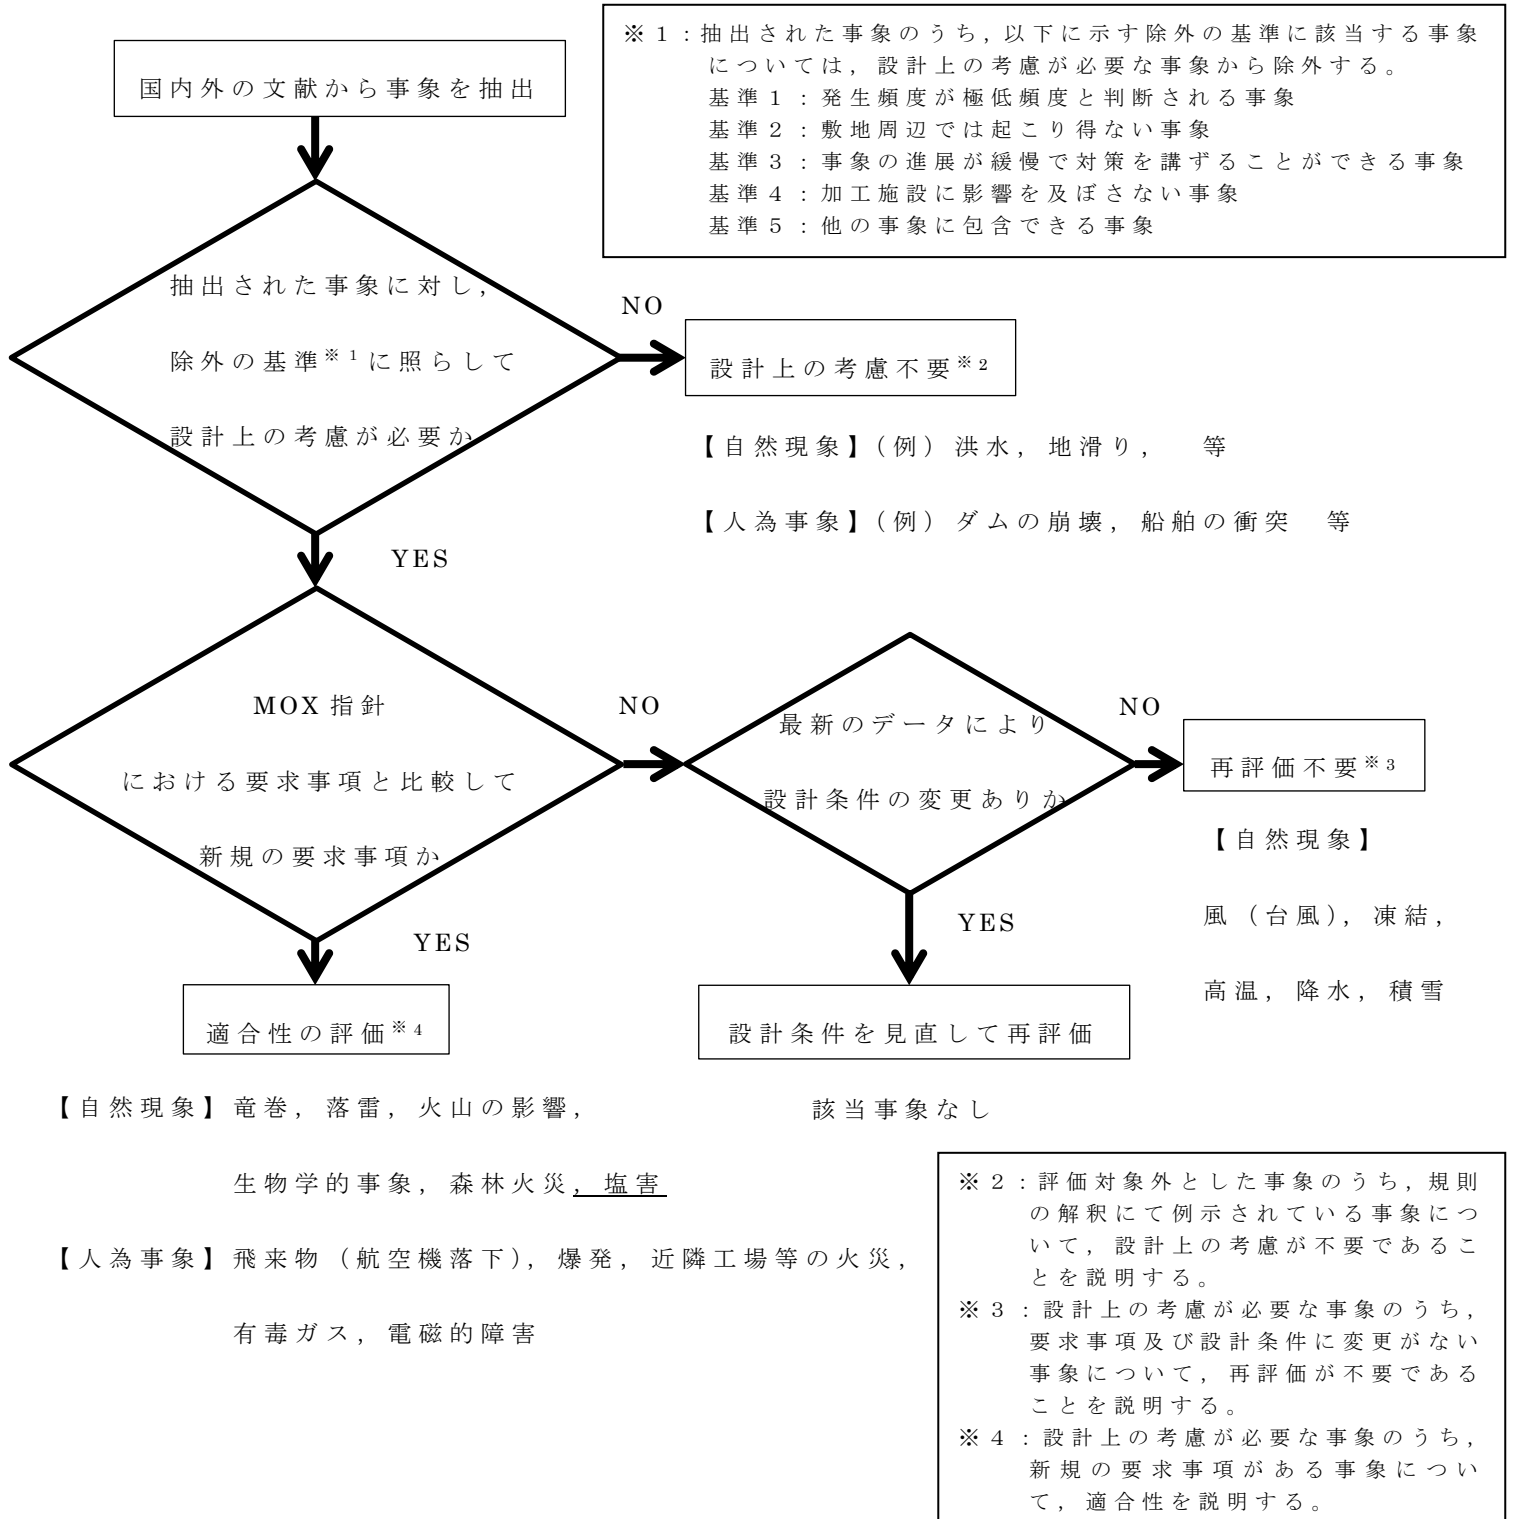 ※1：抽出された事象のうち，以下に示す除外の基準に該当する事象
については，設計上の考慮が必要な事象から除外する。
基準1：発生頻度が極低頻度と判断される事象
基準2：敷地周辺では起こり得ない事象
基準3：事象の進展が緩慢で対策を講ずることができる事象
基準4：加工施設に影響を及ぼさない事象
基準5：他の事象に包含できる事象
国内外の文献から事象を抽出
抽出された事象に対し，
除外の基準※1に照らして
設計上の考慮が必要か
NO
設計上の考慮不要※2
【自然現象】（例）洪水，地滑り，　等
【人為事象】（例）ダムの崩壊，船舶の衝突　等
YES
MOX指針
における要求事項と比較して
新規の要求事項か
NO
最新のデータにより
設計条件の変更ありか
NO
再評価不要※3
【自然現象】
風（台風），凍結，
高温，降水，積雪
YES
YES
適合性の評価※4
設計条件を見直して再評価
【自然現象】竜巻，落雷，火山の影響，
生物学的事象，森林火災，塩害
【人為事象】飛来物（航空機落下），爆発，近隣工場等の火災，
有毒ガス，電磁的障害
該当事象なし
※2：評価対象外とした事象のうち，規則
の解釈にて例示されている事象につ
いて，設計上の考慮が不要であるこ
とを説明する。
※3：設計上の考慮が必要な事象のうち，
要求事項及び設計条件に変更がない
事象について，再評価が不要である
ことを説明する。
※4：設計上の考慮が必要な事象のうち，
新規の要求事項がある事象につい
て，適合性を説明する。